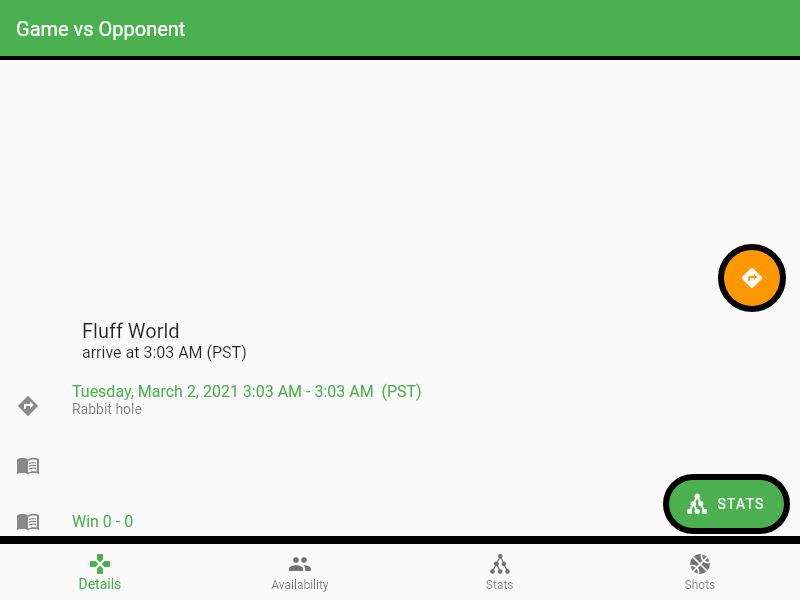 Game vs Opponent
Fluff World
arrive at 3:03 AM (PST)
Tuesday, March 2, 2021 3:03 AM - 3:03 AM  (PST)
Rabbit hole
STATS
Win 0 - 0
Details
Availability
Stats
Shots